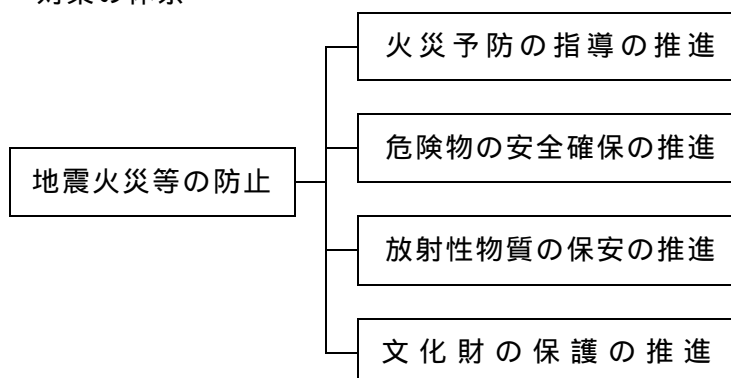 火災予防の指導の推進
危険物の安全確保の推進
地震火災等の防止
放射性物質の保安の推進
文化財の保護の推進